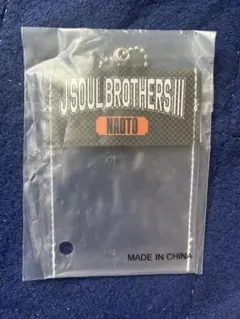 J SOUL BROTHERS III
NAOTO
MADE IN CHINA